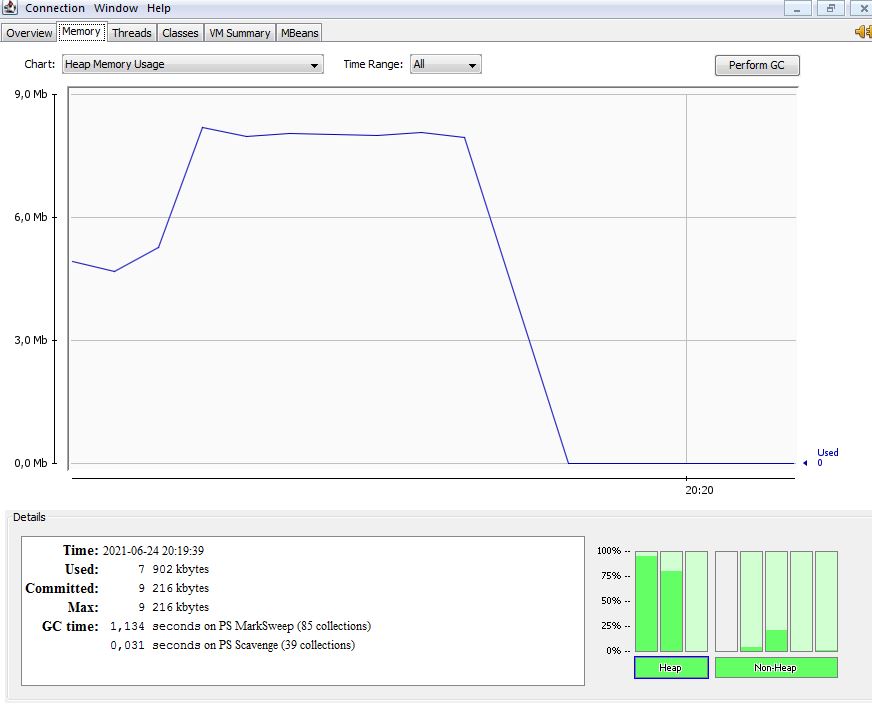 Connection Window Help
Overview Memory Threads Classes VM Summary MBeans
Chart: Heap Memory Usage Time Range: All Perform GC
9,0 Mb
6,0 Mb
3,0 Mb
0,0 Mb
Used
0
20:20
Details
Time: 2021-06-24 20:19:39
Used: 7 902 kbytes
Committed: 9 216 kbytes
Max: 9 216 kbytes
GC time: 1,134 seconds on PS MarkSweep (85 collections)
0,031 seconds on PS Scavenge (39 collections)
100% --
75% --
50% --
25% --
0% --
Heap Non-Heap